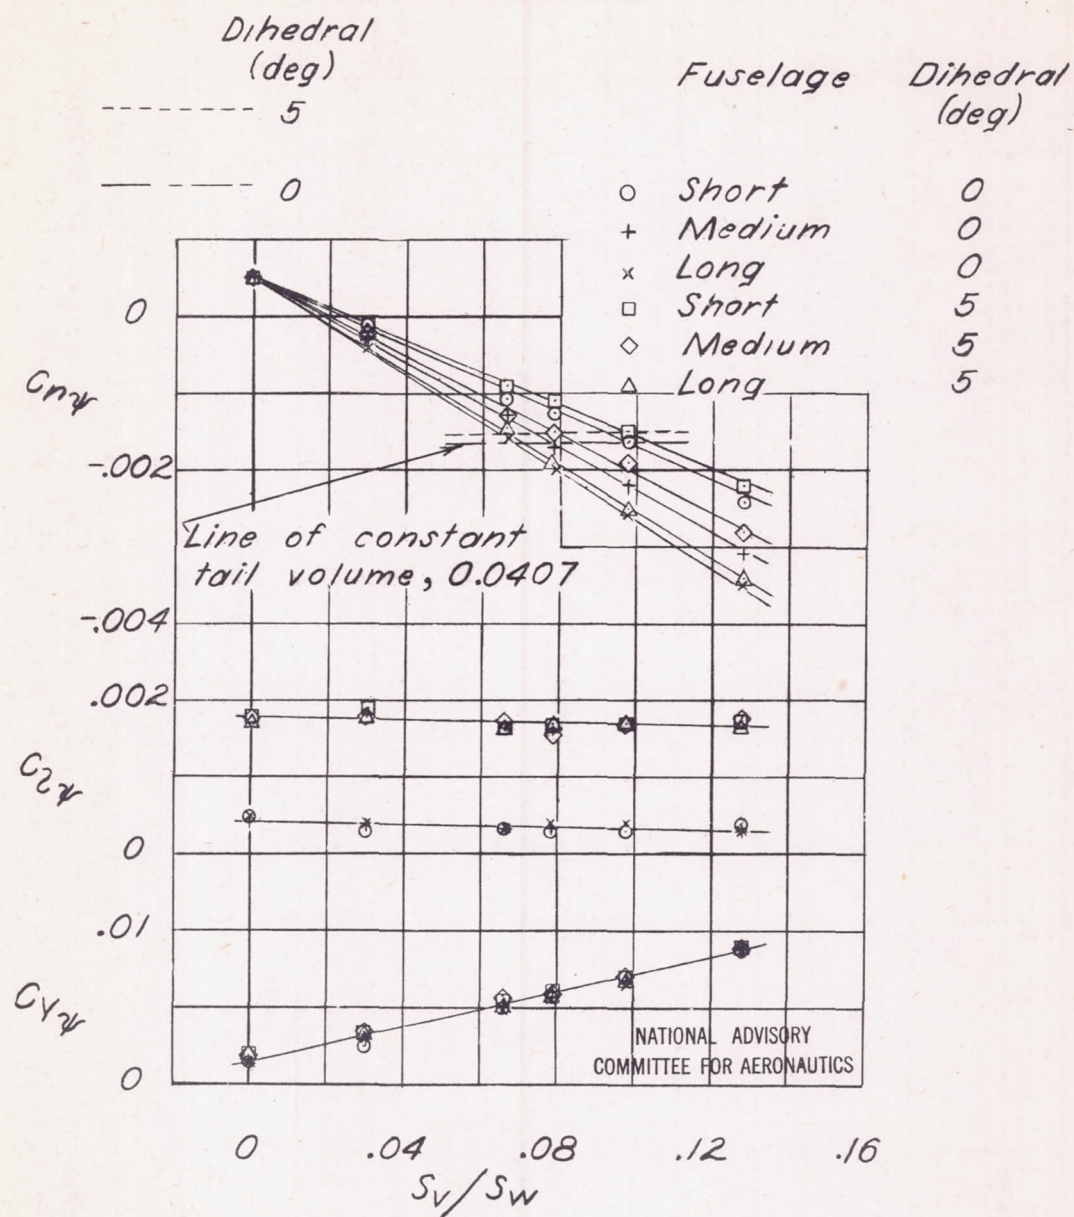 Dihedral
(deg)
5
0
Fuselage Dihedral
(deg)
Short 0
Medium 0
Long 0
Short 5
Medium 5
Long 5
0
Cnψ
-.002
Line of constant
tail volume, 0.0407
-.004
.002
Clψ
0
.01
CYψ
0
NATIONAL ADVISORY
COMMITTEE FOR AERONAUTICS
0 .04 .08 .12 .16
Sv/Sw